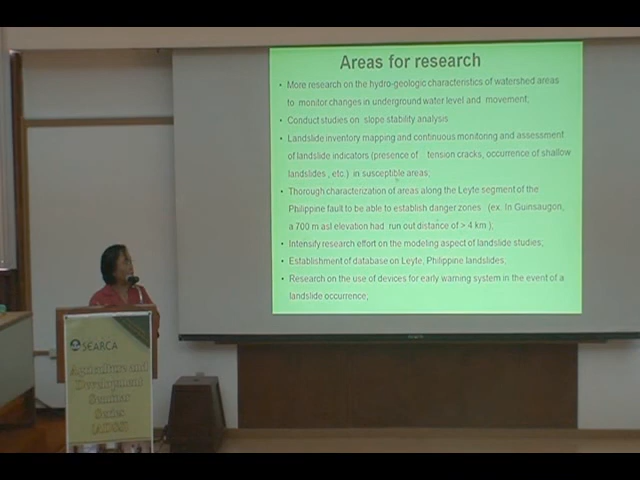 Areas for research
• More research on the hydro-geologic characteristics of watershed areas
to monitor changes in underground water level and movement;
• Conduct studies on slope stability analysis
• Landslide inventory mapping and continuous monitoring and assessment
of landslide indicators (presence of tension cracks, occurrence of shallow
landslides , etc.) in susceptible areas;
• Thorough characterization of areas along the Leyte segment of the
Philippine fault to be able to establish danger zones . (ex. In Guinsaugon,
a 700 m asl elevation had run out distance of > 4 km ),
• Intensify research effort on the modeling aspect of landslide studies;
• Establishment of database on Leyte, Philippine landslides.
• Research on the use of devices for early warning system in the event of a
landslide occurrence;
SEARCA
Agriculture and
Development
Seminar
Series
(ADSS)